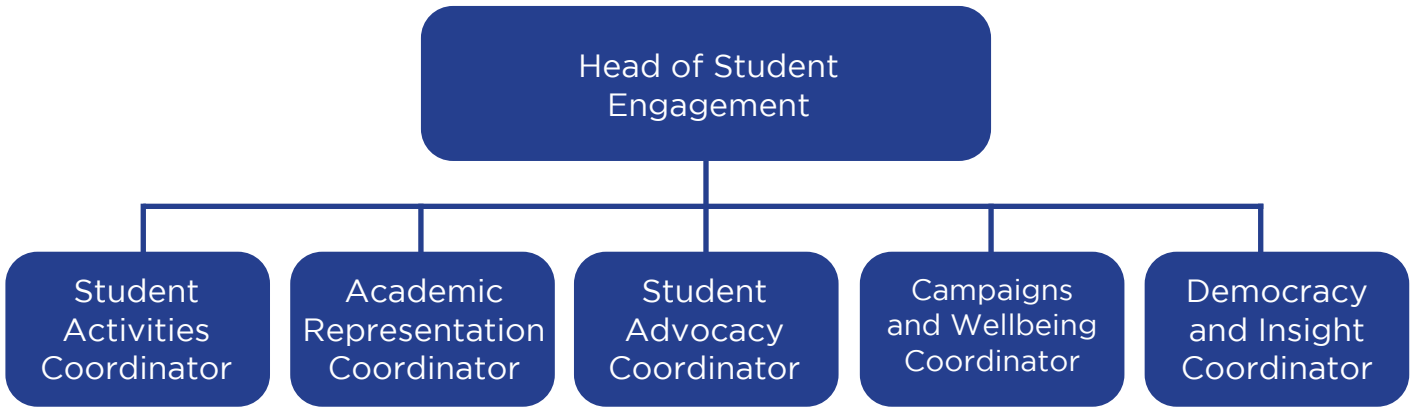 Head of Student
Engagement
Student
Activities
Coordinator
Academic
Representation
Coordinator
Student
Advocacy
Coordinator
Campaigns
and Wellbeing
Coordinator
Democracy
and Insight
Coordinator